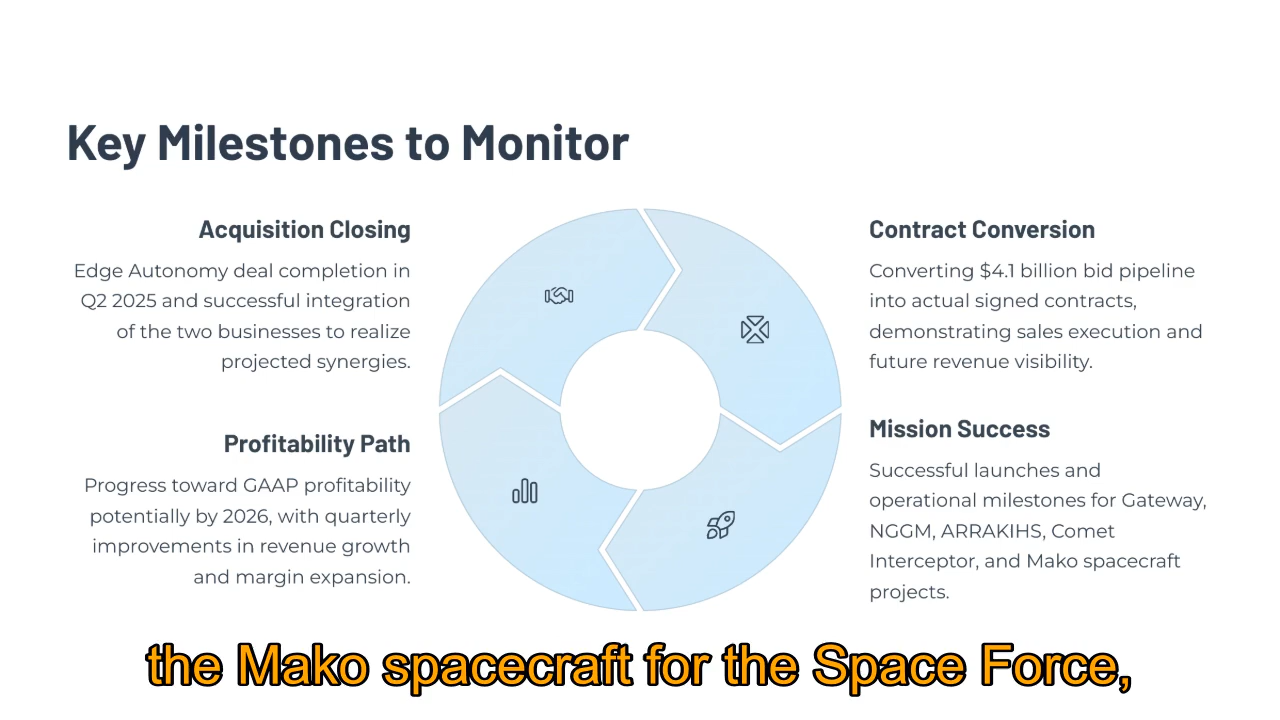 Key Milestones to Monitor
Acquisition Closing
Edge Autonomy deal completion in
Q2 2025 and successful integration
of the two businesses to realize
projected synergies.
Contract Conversion
Converting $4.1 billion bid pipeline
into actual signed contracts,
demonstrating sales execution and
future revenue visibility.
Profitability Path
Progress toward GAAP profitability
potentially by 2026, with quarterly
improvements in revenue growth
and margin expansion.
Mission Success
Successful launches and
operational milestones for Gateway,
NGGM, ARRAKIHS, Comet
Interceptor, and Mako spacecraft
projects.
the Mako spacecraft for the Space Force,